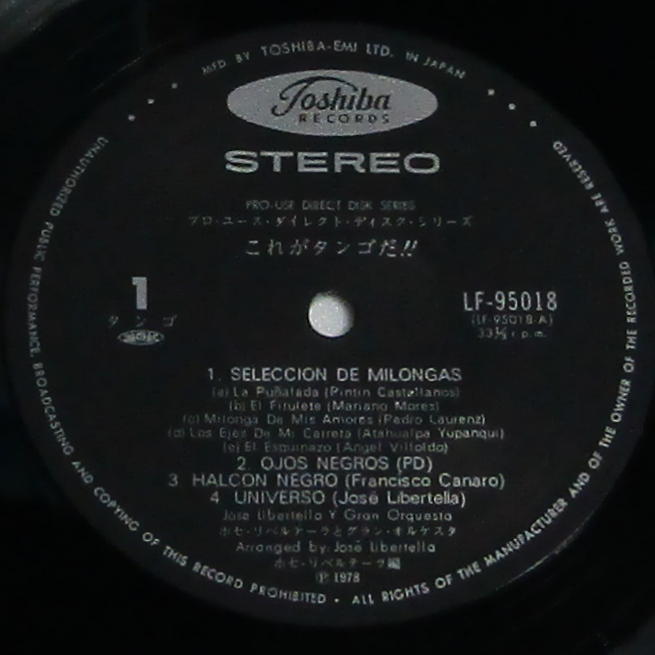 MFD BY TOSHIBA-EMI LTD. IN JAPAN
Toshiba
RECORDS
STEREO
PRO-USE DIRECT DISK SERIES
プロ・ユース・ダイレクト・ディスク・シリーズ
これがタンゴだ!!
1
タンゴ
LF-95018
(LF-95018-A)
33⅓ r.p.m.
1. SELECCION DE MILONGAS
(a) La Puñalada (Pintin Castellanos)
(b) El Firulete (Mariano Mores)
(c) Milonga De Mis Amores (Pedro Laurenz)
(d) Los Ejes De Mi Carreta (Atahualpa Yupanqui)
(e) El Esquinazo (Angel Villoldo)
2. OJOS NEGROS (PD)
3 HALCON NEGRO (Francisco Canaro)
4 UNIVERSO (José Libertella)
Jose Libertella Y Gran Orquesta
ホセ・リベルテーラとグラン・オルケスタ
Arranged by: José Libertella
ホセ・リベルテーラ編
Ⓟ 1978
UNAUTHORIZED PUBLIC PERFORMANCE, BROADCASTING AND COPYING OF THIS RECORD PROHIBITED · ALL RIGHTS OF THE MANUFACTURER AND OF THE OWNER OF THE RECORDED WORK ARE RESERVED